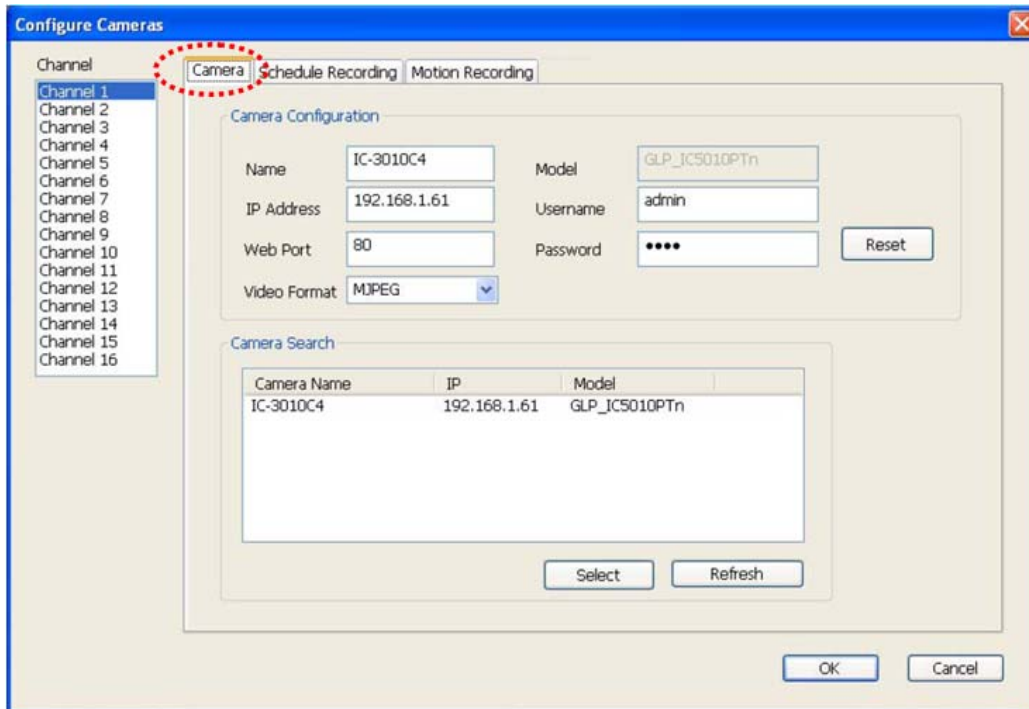 Configure Cameras
Channel
Channel 1
Channel 2
Channel 3
Channel 4
Channel 5
Channel 6
Channel 7
Channel 8
Channel 9
Channel 10
Channel 11
Channel 12
Channel 13
Channel 14
Channel 15
Channel 16
Camera Schedule Recording Motion Recording
Camera Configuration
Name IC-3010C4 Model GLP_IC5010PTn
IP Address 192.168.1.61 Username admin
Web Port 80 Password •••• Reset
Video Format MJPEG
Camera Search
Camera Name IP Model
IC-3010C4 192.168.1.61 GLP_IC5010PTn
Select Refresh
OK Cancel